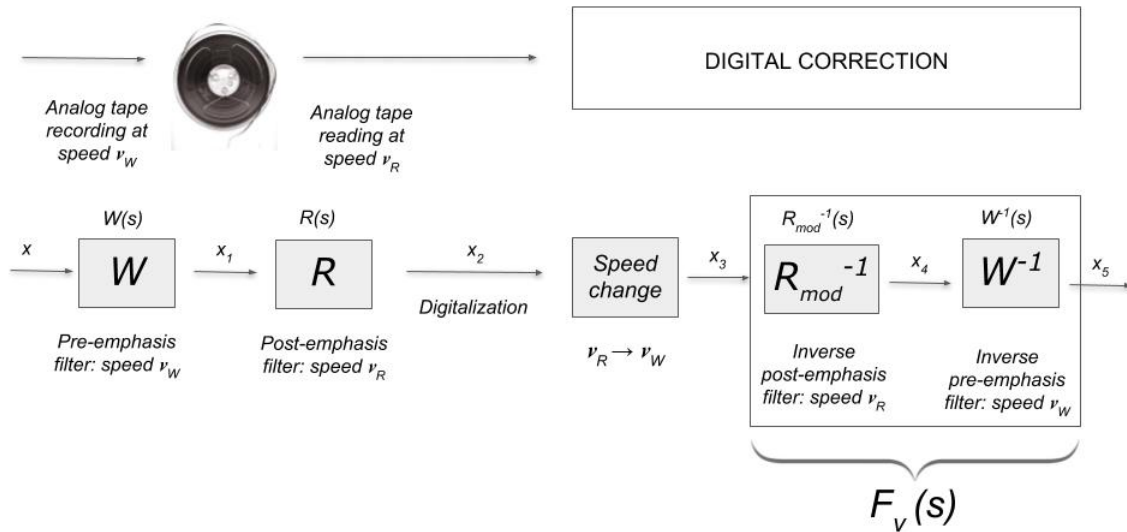 DIGITAL CORRECTION
Analog tape
recording at
speed v_W
Analog tape
reading at
speed v_R
W(s)
R(s)
R_mod^-1(s)
W^-1(s)
x
W
x_1
R
x_2
Digitalization
Speed
change
x_3
R_mod^-1
x_4
W^-1
x_5
Pre-emphasis
filter: speed v_W
Post-emphasis
filter: speed v_R
v_R → v_W
Inverse
post-emphasis
filter: speed v_R
Inverse
pre-emphasis
filter: speed v_W
F_v(s)